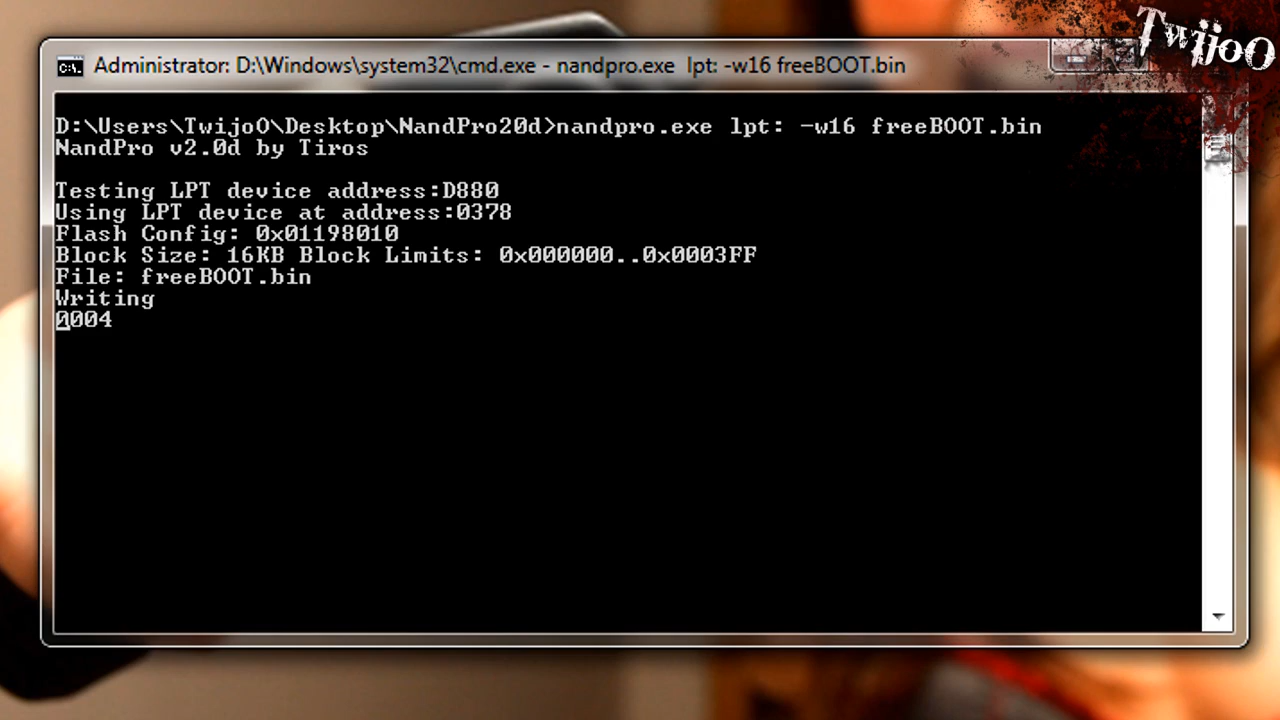 TwijoO
Administrator: D:\Windows\system32\cmd.exe - nandpro.exe  lpt: -w16 freeBOOT.bin
D:\Users\TwijoO\Desktop\NandPro20d>nandpro.exe lpt: -w16 freeBOOT.bin
NandPro v2.0d by Tiros
Testing LPT device address:D880
Using LPT device at address:0378
Flash Config: 0x01198010
Block Size: 16KB Block Limits: 0x000000..0x0003FF
File: freeBOOT.bin
Writing
0004